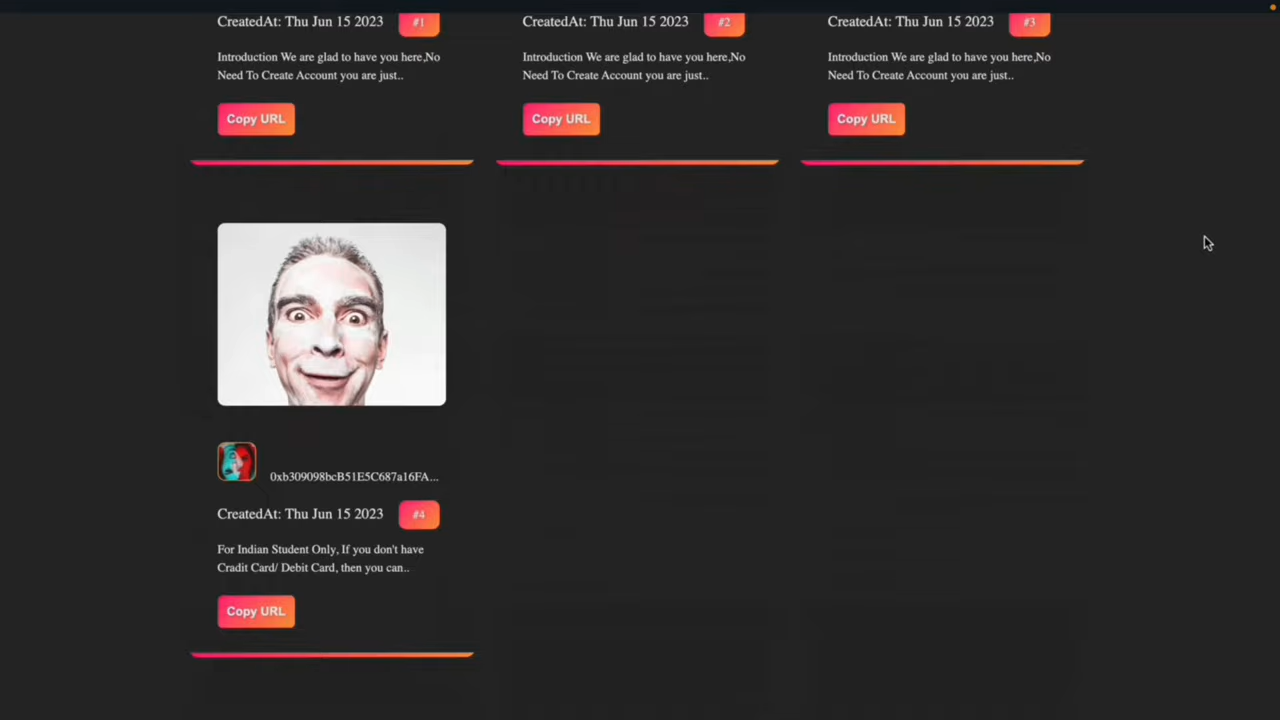 CreatedAt: Thu Jun 15 2023 #1
Introduction We are glad to have you here,No
Need To Create Account you are just..
Copy URL
CreatedAt: Thu Jun 15 2023 #2
Introduction We are glad to have you here,No
Need To Create Account you are just..
Copy URL
CreatedAt: Thu Jun 15 2023 #3
Introduction We are glad to have you here,No
Need To Create Account you are just..
Copy URL
0xb309098bcB51E5C687a16FA...
CreatedAt: Thu Jun 15 2023 #4
For Indian Student Only, If you don't have
Cradit Card/ Debit Card, then you can..
Copy URL